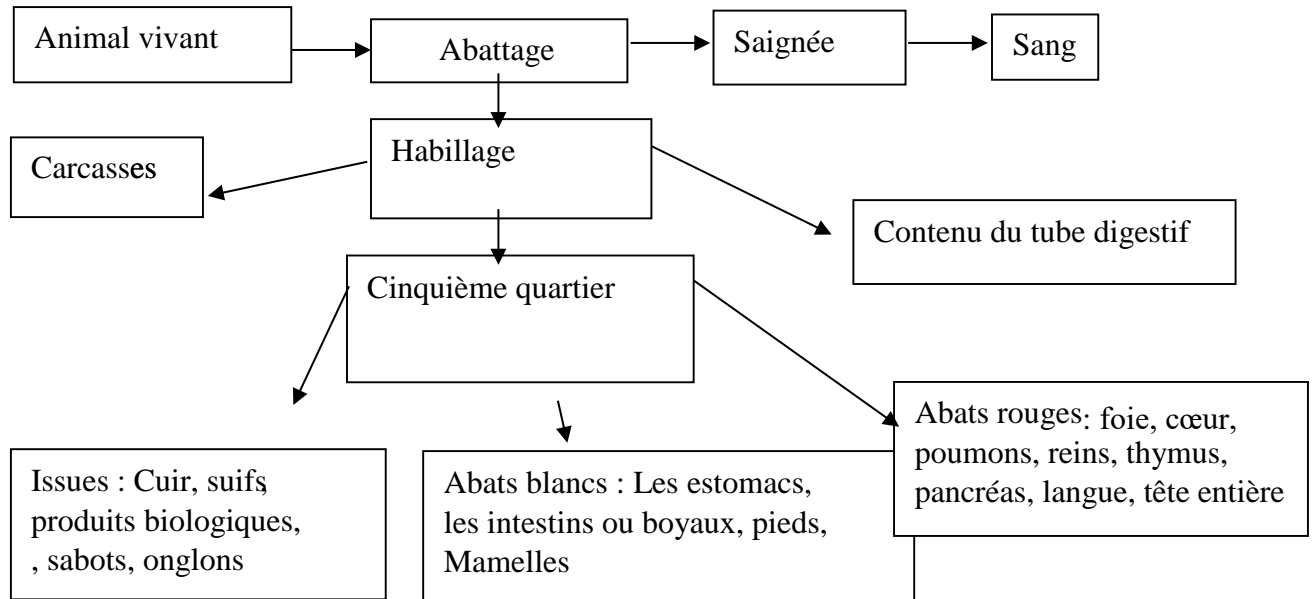 Animal vivant
Abattage
Saignée
Sang
Carcasses
Habillage
Contenu du tube digestif
Cinquième quartier
Issues : Cuir, suifs,
produits biologiques,
, sabots, onglons
Abats blancs : Les estomacs,
les intestins ou boyaux, pieds,
Mamelles
Abats rouges: foie, cœur,
poumons, reins, thymus,
pancréas, langue, tête entière